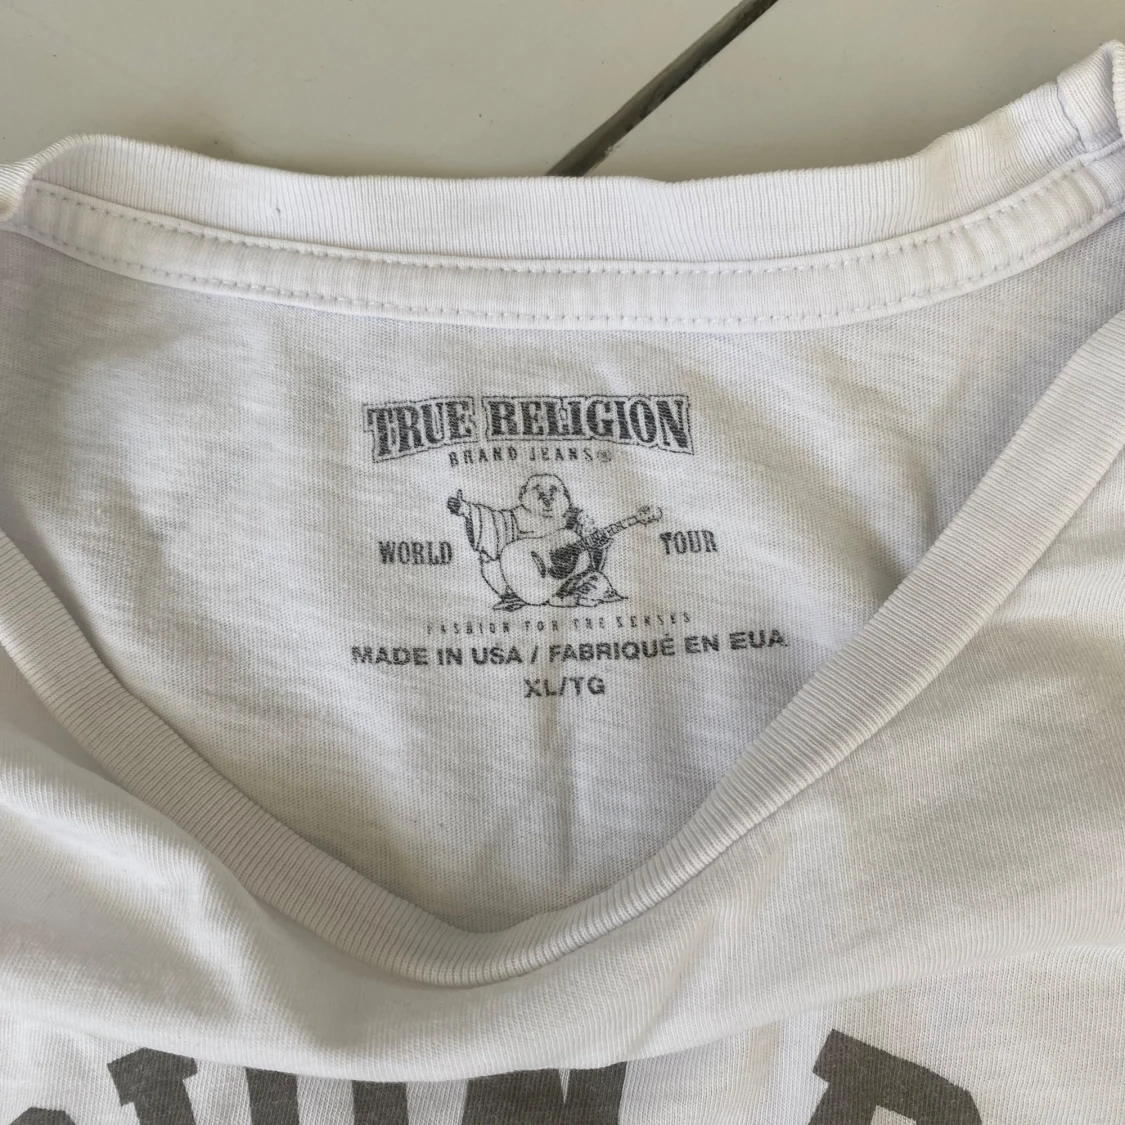 TRUE RELIGION
BRAND JEANS®
WORLD TOUR
FASHION FOR THE SENSES
MADE IN USA / FABRIQUÉ EN EUA
XL/TG